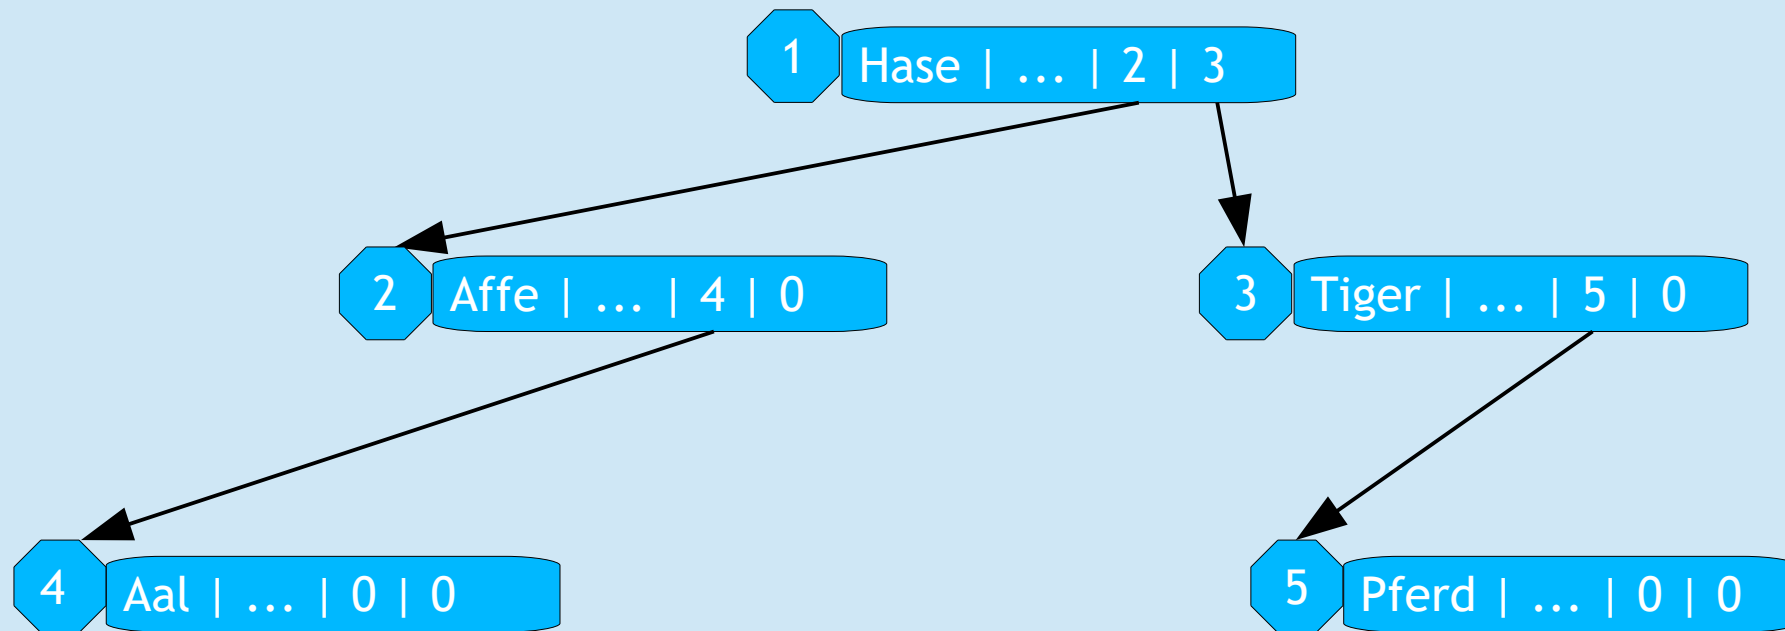 1 Hase | ... | 2 | 3
2 Affe | ... | 4 | 0
3 Tiger | ... | 5 | 0
4 Aal | ... | 0 | 0
5 Pferd | ... | 0 | 0